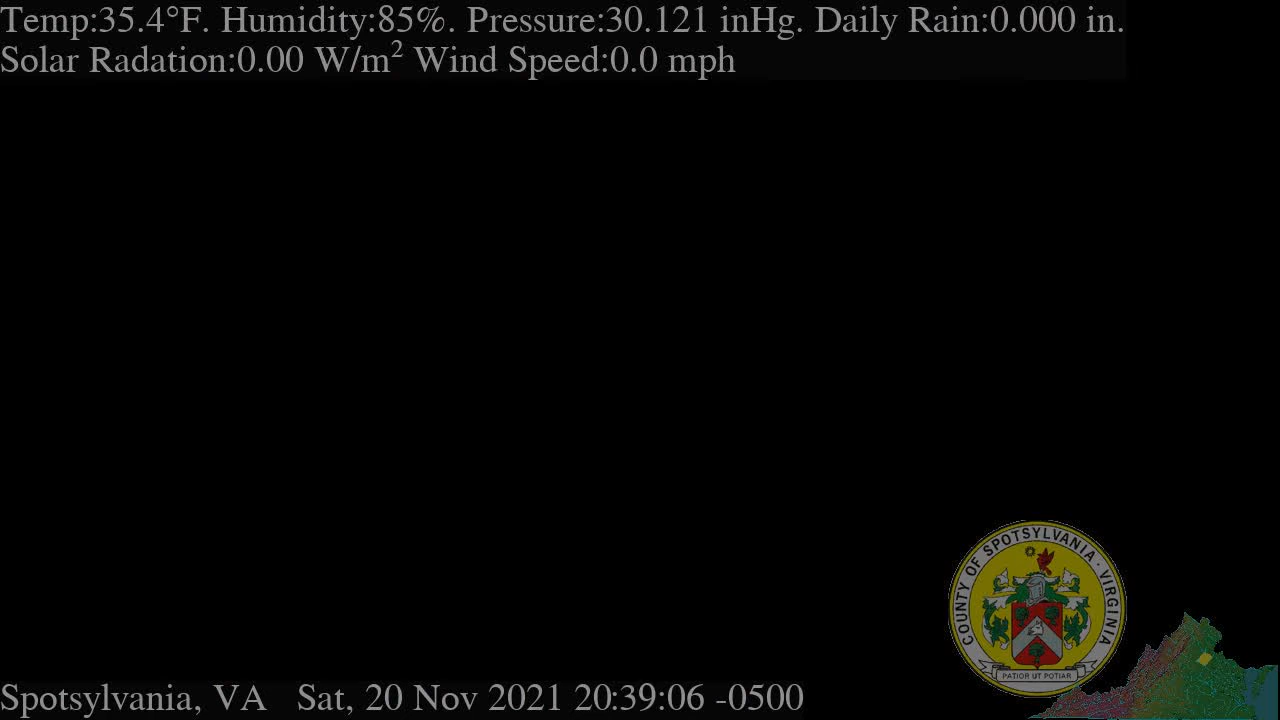 Temp:35.4°F. Humidity:85%. Pressure:30.121 inHg. Daily Rain:0.000 in.
Solar Radation:0.00 W/m² Wind Speed:0.0 mph
COUNTY OF SPOTSYLVANIA · VIRGINIA
PATIOR UT POTIAR
Spotsylvania, VA Sat, 20 Nov 2021 20:39:06 -0500